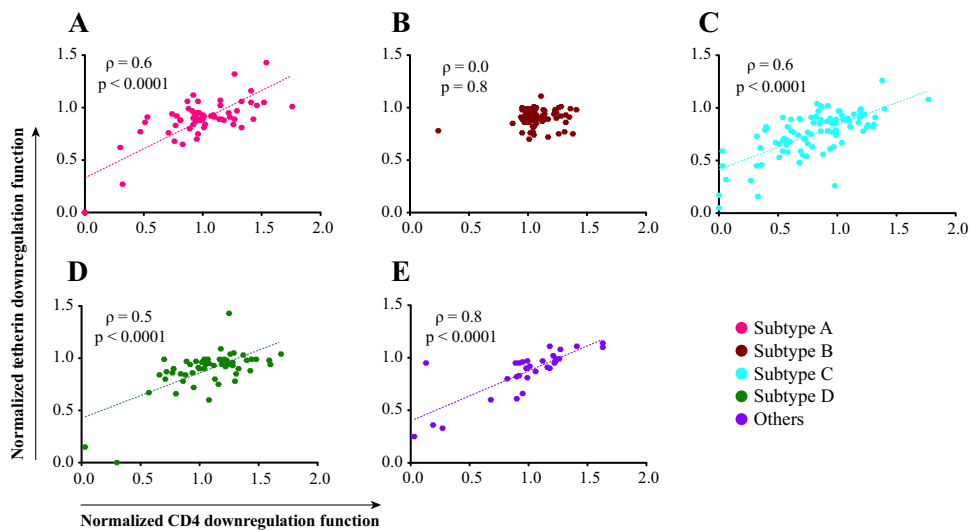 A
ρ = 0.6
p < 0.0001
1.5
1.0
0.5
0.0
0.0 0.5 1.0 1.5 2.0
B
ρ = 0.0
p = 0.8
1.5
1.0
0.5
0.0
0.0 0.5 1.0 1.5 2.0
C
ρ = 0.6
p < 0.0001
1.5
1.0
0.5
0.0
0.0 0.5 1.0 1.5 2.0
D
ρ = 0.5
p < 0.0001
1.5
1.0
0.5
0.0
0.0 0.5 1.0 1.5 2.0
E
ρ = 0.8
p < 0.0001
1.5
1.0
0.5
0.0
0.0 0.5 1.0 1.5 2.0
Subtype A
Subtype B
Subtype C
Subtype D
Others
Normalized tetherin downregulation function
Normalized CD4 downregulation function